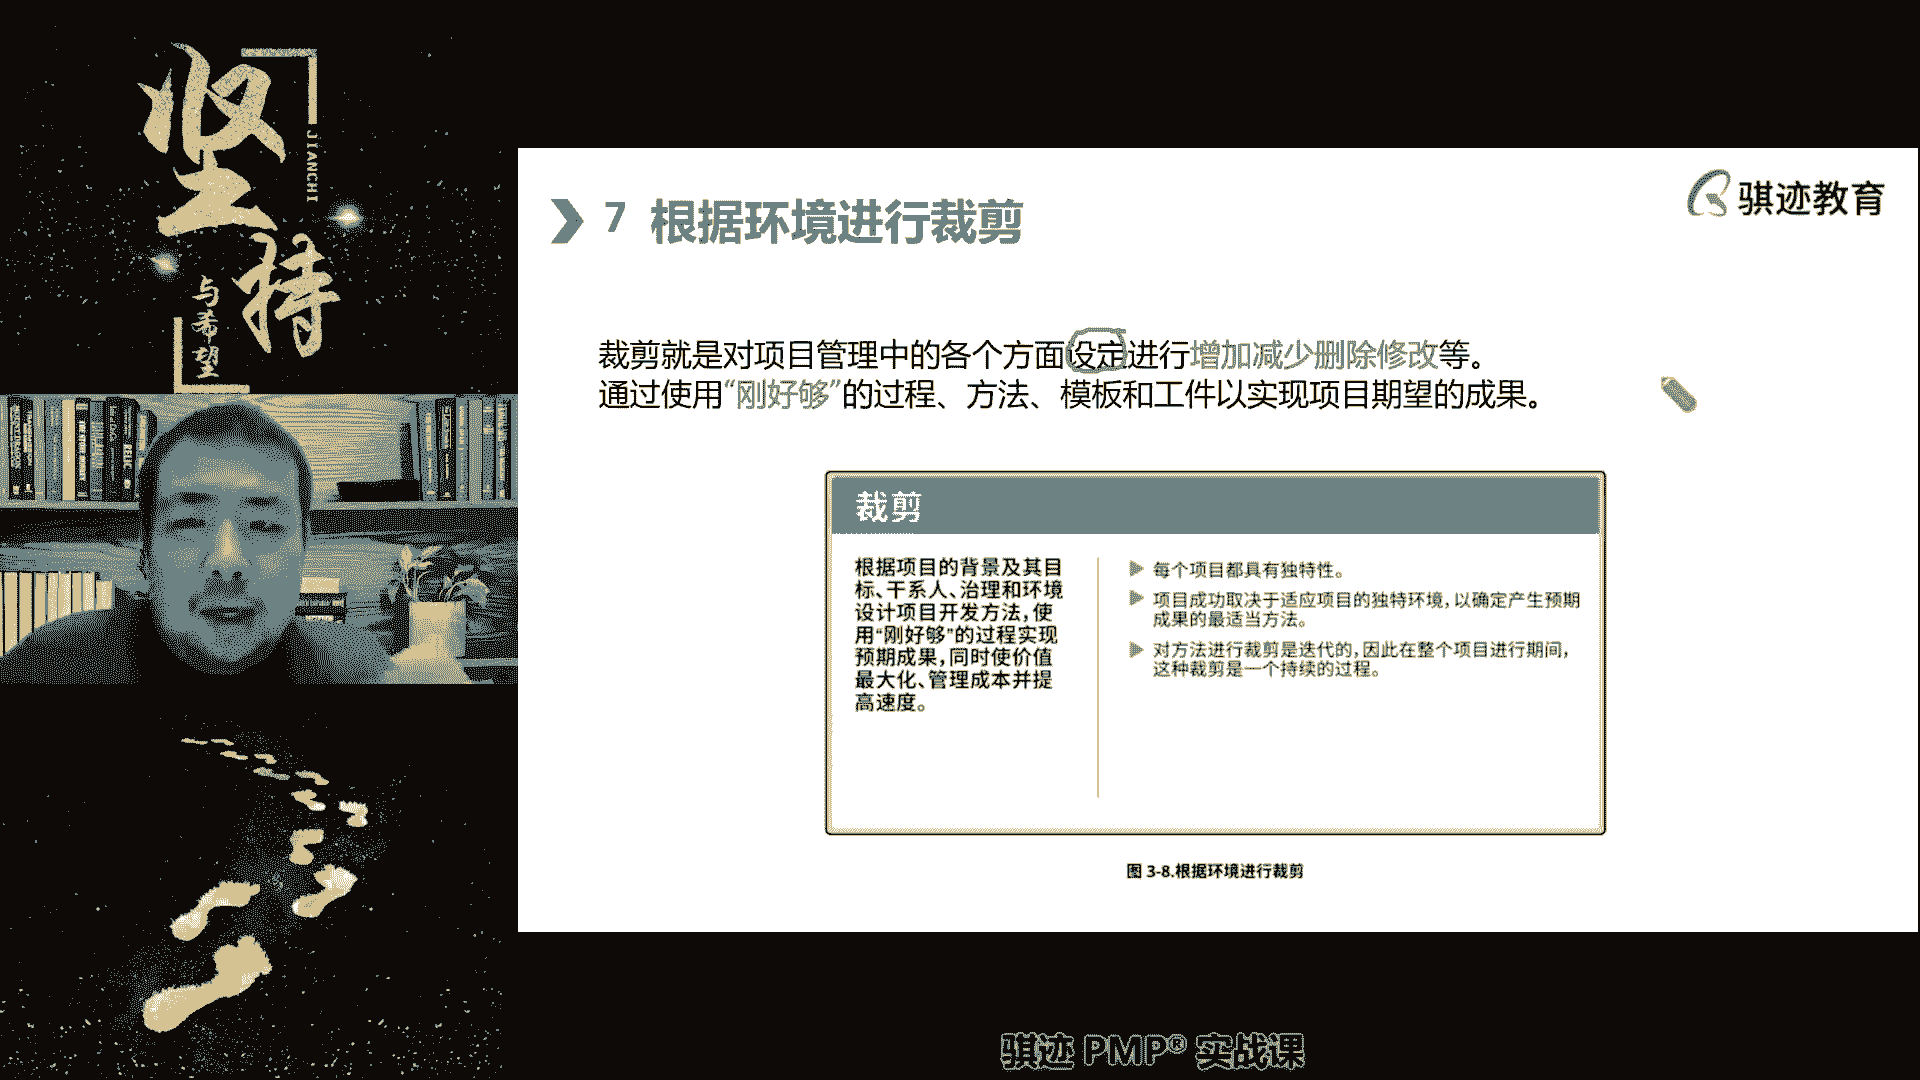 坚持
JIANCHI
与希望
骐迹教育
7 根据环境进行裁剪
裁剪就是对项目管理中的各个方面设定进行增加减少删除修改等。
通过使用“刚好够”的过程、方法、模板和工件以实现项目期望的成果。
裁剪
根据项目的背景及其目
标、干系人、治理和环境
设计项目开发方法，使
用“刚好够”的过程实现
预期成果，同时使价值
最大化、管理成本并提
高速度。
每个项目都具有独特性。
项目成功取决于适应项目的独特环境，以确定产生预期
成果的最适当方法。
对方法进行裁剪是迭代的，因此在整个项目进行期间，
这种裁剪是一个持续的过程。
图 3-8.根据环境进行裁剪
骐迹 PMP® 实战课